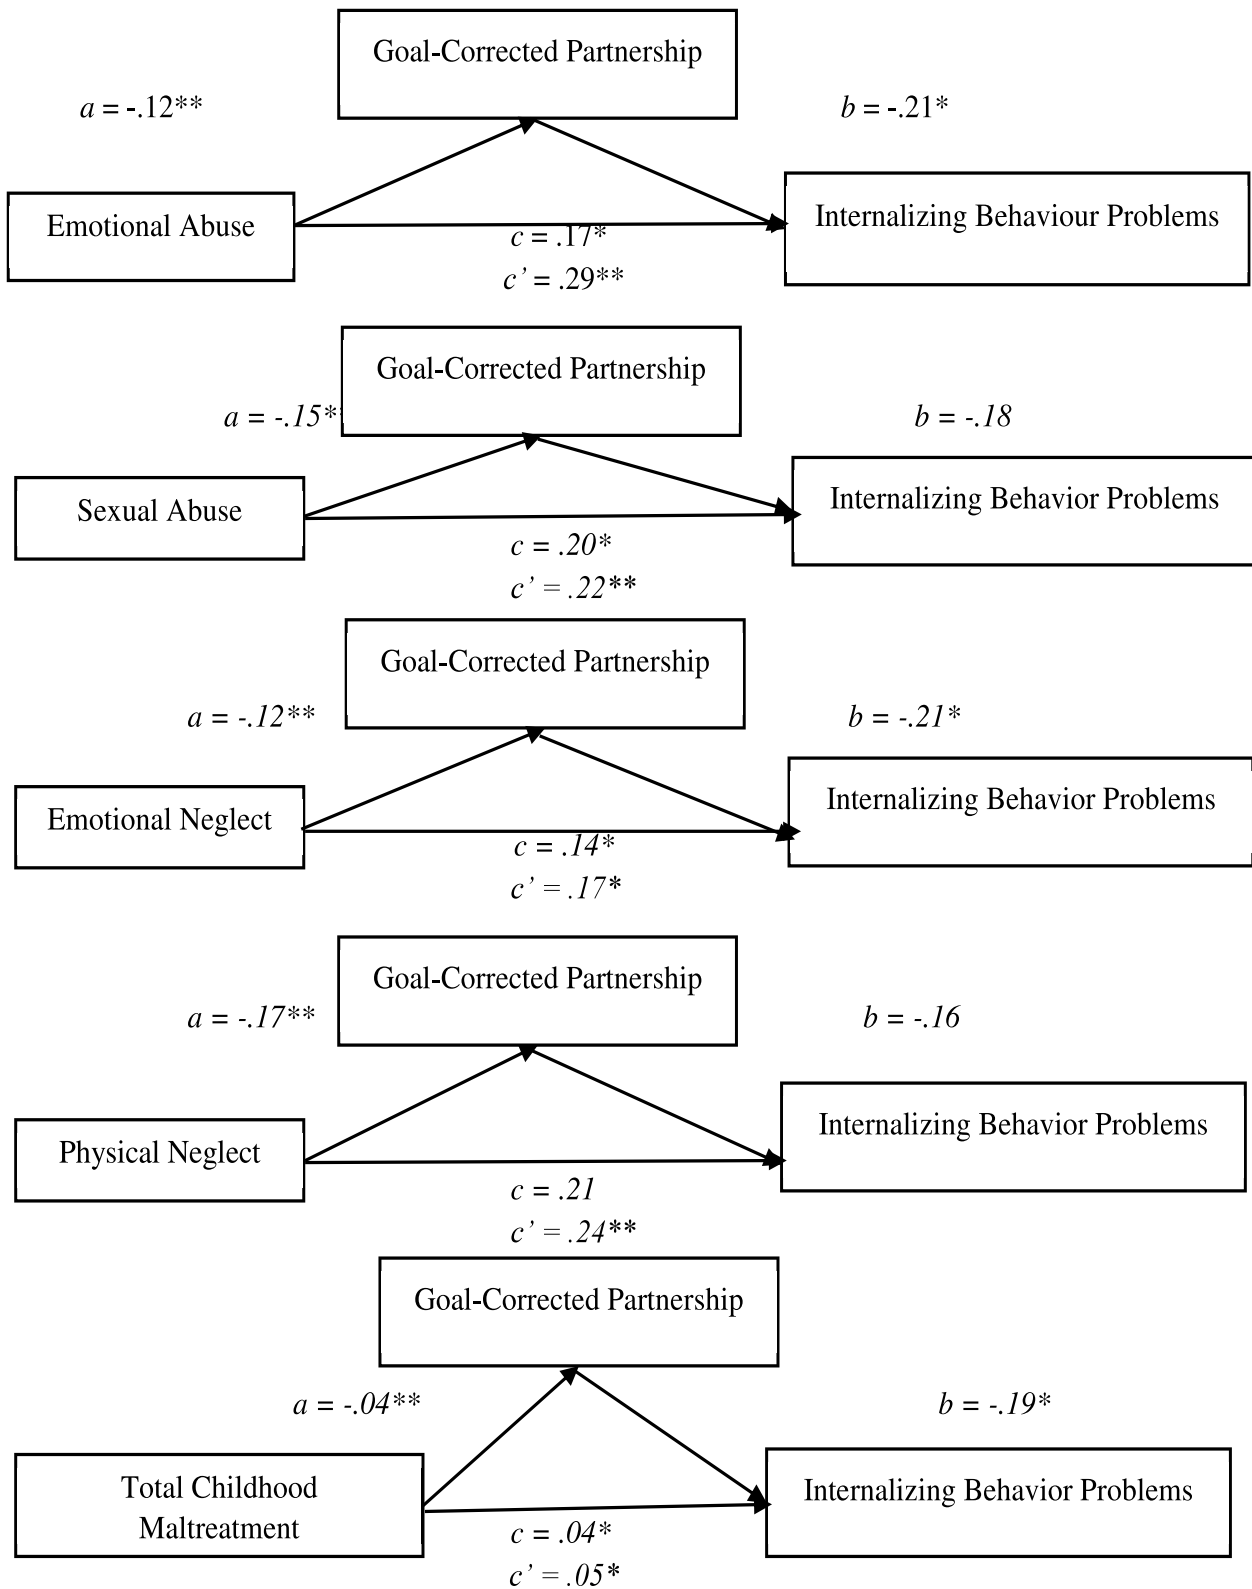 Goal-Corrected Partnership
a = -.12**
b = -.21*
Emotional Abuse
Internalizing Behaviour Problems
c = .17*
c’ = .29**
Goal-Corrected Partnership
a = -.15*
b = -.18
Sexual Abuse
Internalizing Behavior Problems
c = .20*
c’ = .22**
Goal-Corrected Partnership
a = -.12**
b = -.21*
Emotional Neglect
Internalizing Behavior Problems
c = .14*
c’ = .17*
Goal-Corrected Partnership
a = -.17**
b = -.16
Physical Neglect
Internalizing Behavior Problems
c = .21
c’ = .24**
Goal-Corrected Partnership
a = -.04**
b = -.19*
Total Childhood
Maltreatment
Internalizing Behavior Problems
c = .04*
c’ = .05*